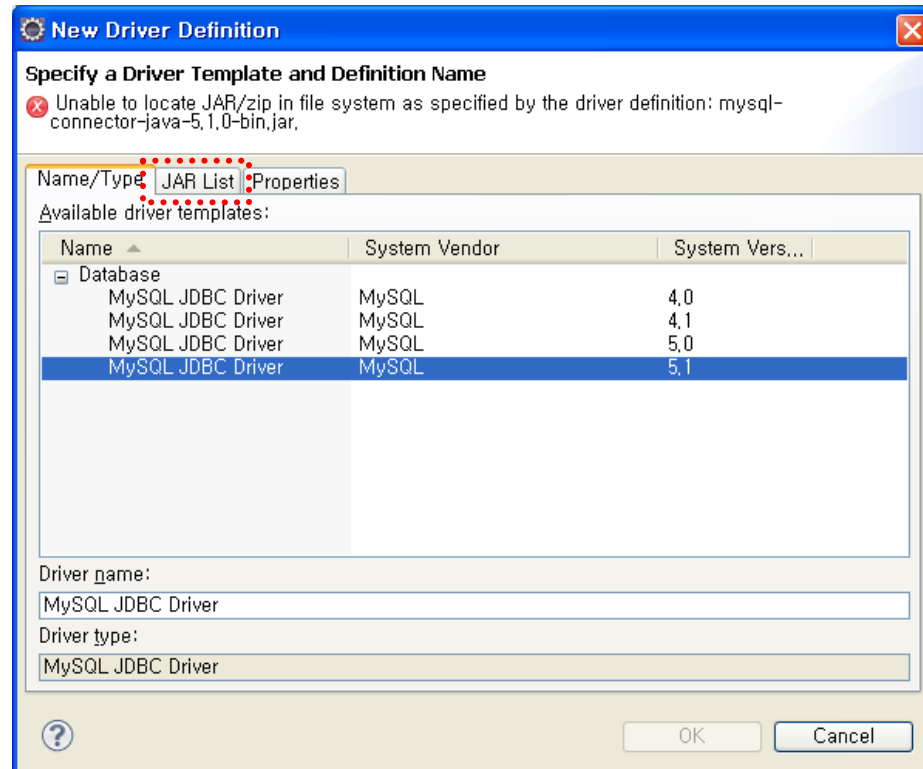 New Driver Definition
Specify a Driver Template and Definition Name
Unable to locate JAR/zip in file system as specified by the driver definition: mysql-
connector-java-5.1.0-bin.jar.
Name/Type JAR List Properties
Available driver templates:
Name System Vendor System Vers...
Database
MySQL JDBC Driver MySQL 4.0
MySQL JDBC Driver MySQL 4.1
MySQL JDBC Driver MySQL 5.0
MySQL JDBC Driver MySQL 5.1
Driver name:
MySQL JDBC Driver
Driver type:
MySQL JDBC Driver
? OK Cancel